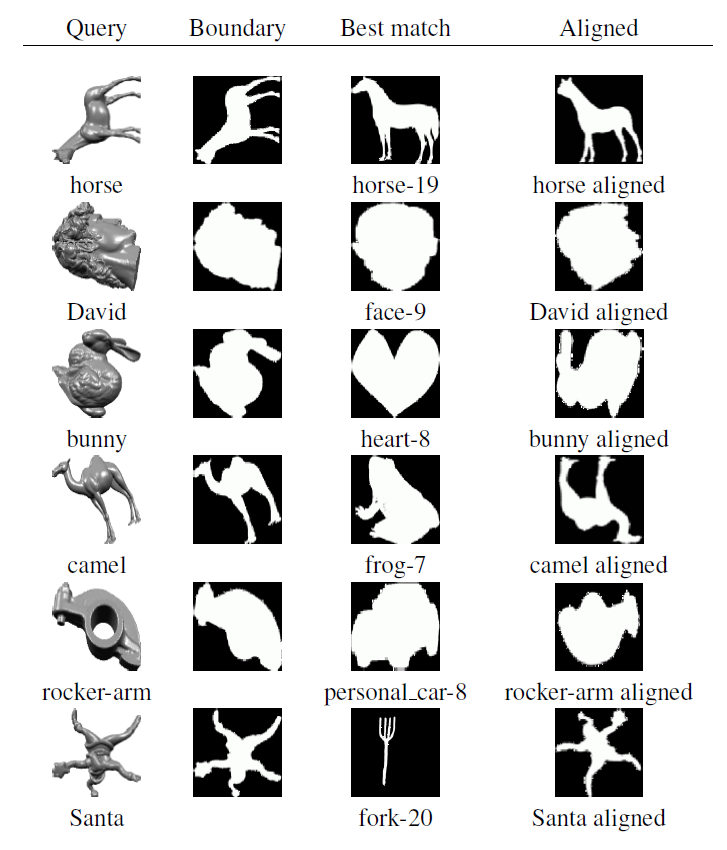 Query Boundary Best match Aligned
horse horse-19 horse aligned
David face-9 David aligned
bunny heart-8 bunny aligned
camel frog-7 camel aligned
rocker-arm personal_car-8 rocker-arm aligned
Santa fork-20 Santa aligned